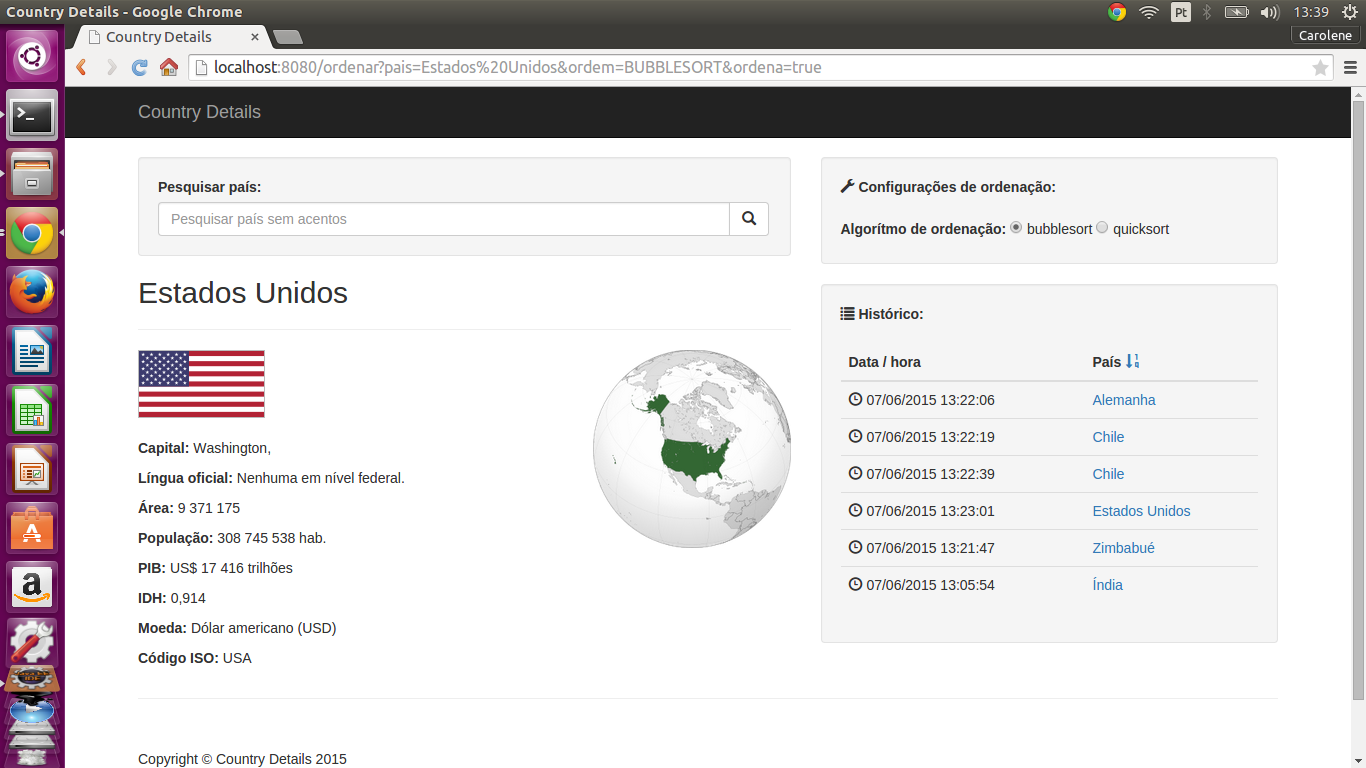 Country Details - Google Chrome
Pt
13:39
Country Details
Carolene
localhost:8080/ordenar?pais=Estados%20Unidos&ordem=BUBBLESORT&ordena=true
Country Details
Pesquisar país:
Pesquisar país sem acentos
Configurações de ordenação:
Algorítmo de ordenação: bubblesort quicksort
Estados Unidos
Capital: Washington,
Língua oficial: Nenhuma em nível federal.
Área: 9 371 175
População: 308 745 538 hab.
PIB: US$ 17 416 trilhões
IDH: 0,914
Moeda: Dólar americano (USD)
Código ISO: USA
Histórico:
Data / hora País
07/06/2015 13:22:06 Alemanha
07/06/2015 13:22:19 Chile
07/06/2015 13:22:39 Chile
07/06/2015 13:23:01 Estados Unidos
07/06/2015 13:21:47 Zimbabué
07/06/2015 13:05:54 Índia
Copyright © Country Details 2015